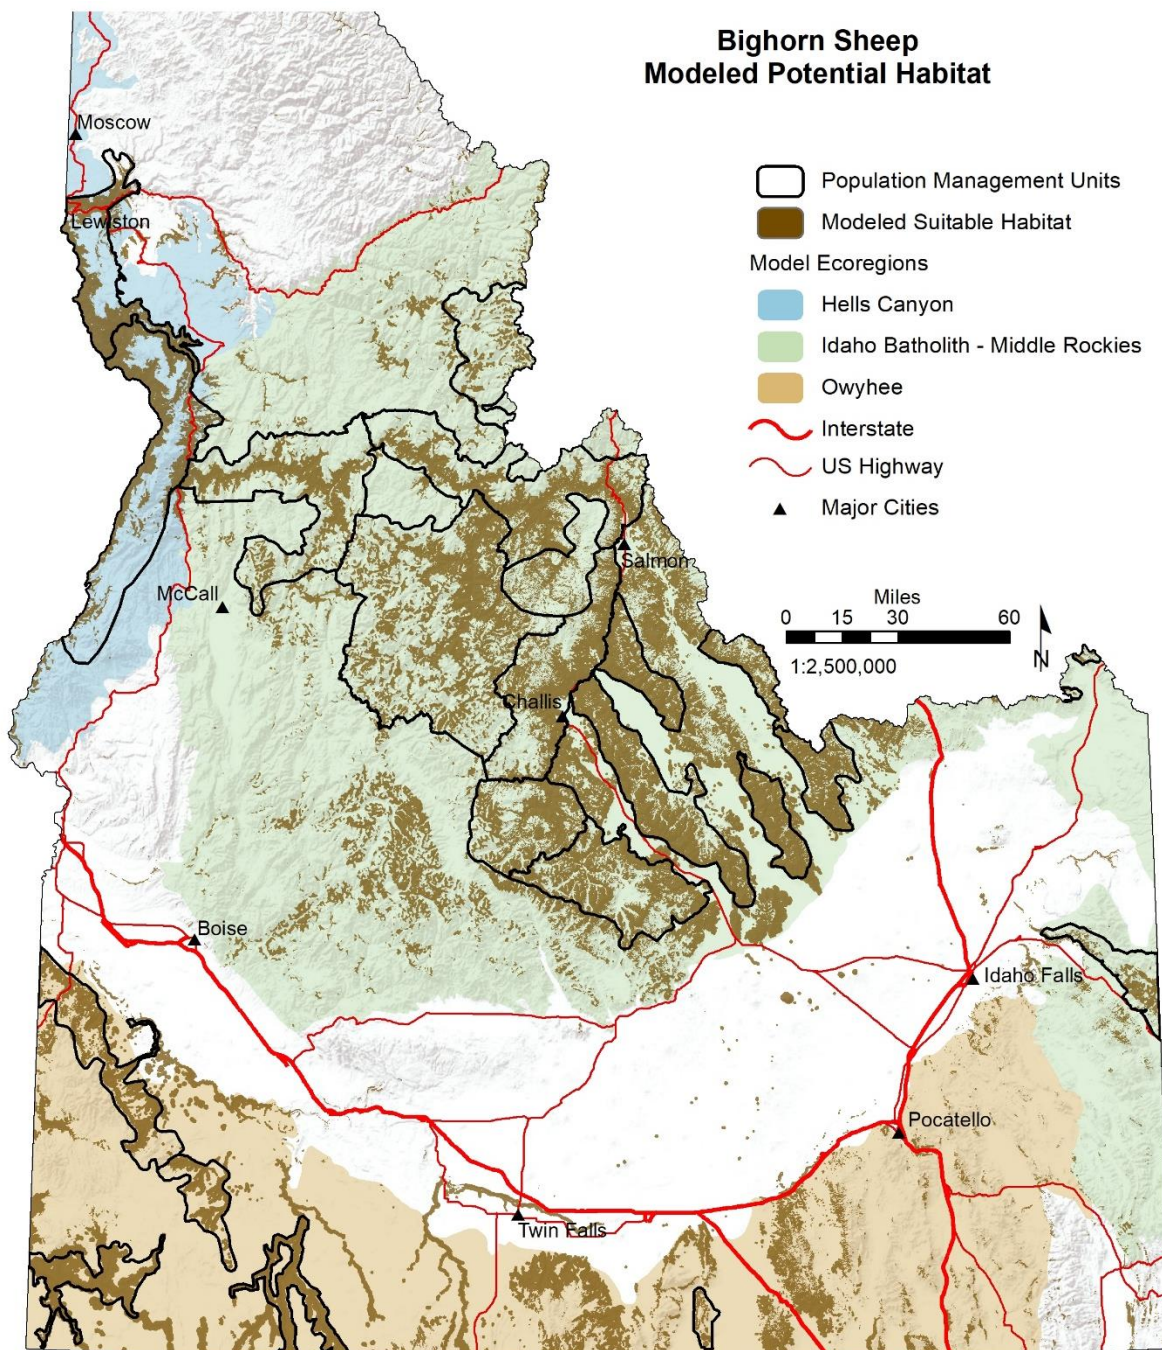 Bighorn Sheep
Modeled Potential Habitat
Moscow
Lewiston
Population Management Units
Modeled Suitable Habitat
Model Ecoregions
Hells Canyon
Idaho Batholith - Middle Rockies
Owyhee
Interstate
US Highway
Major Cities
Salmon
McCall
Miles
0 15 30 60
1:2,500,000
N
Challis
Boise
Idaho Falls
Pocatello
Twin Falls